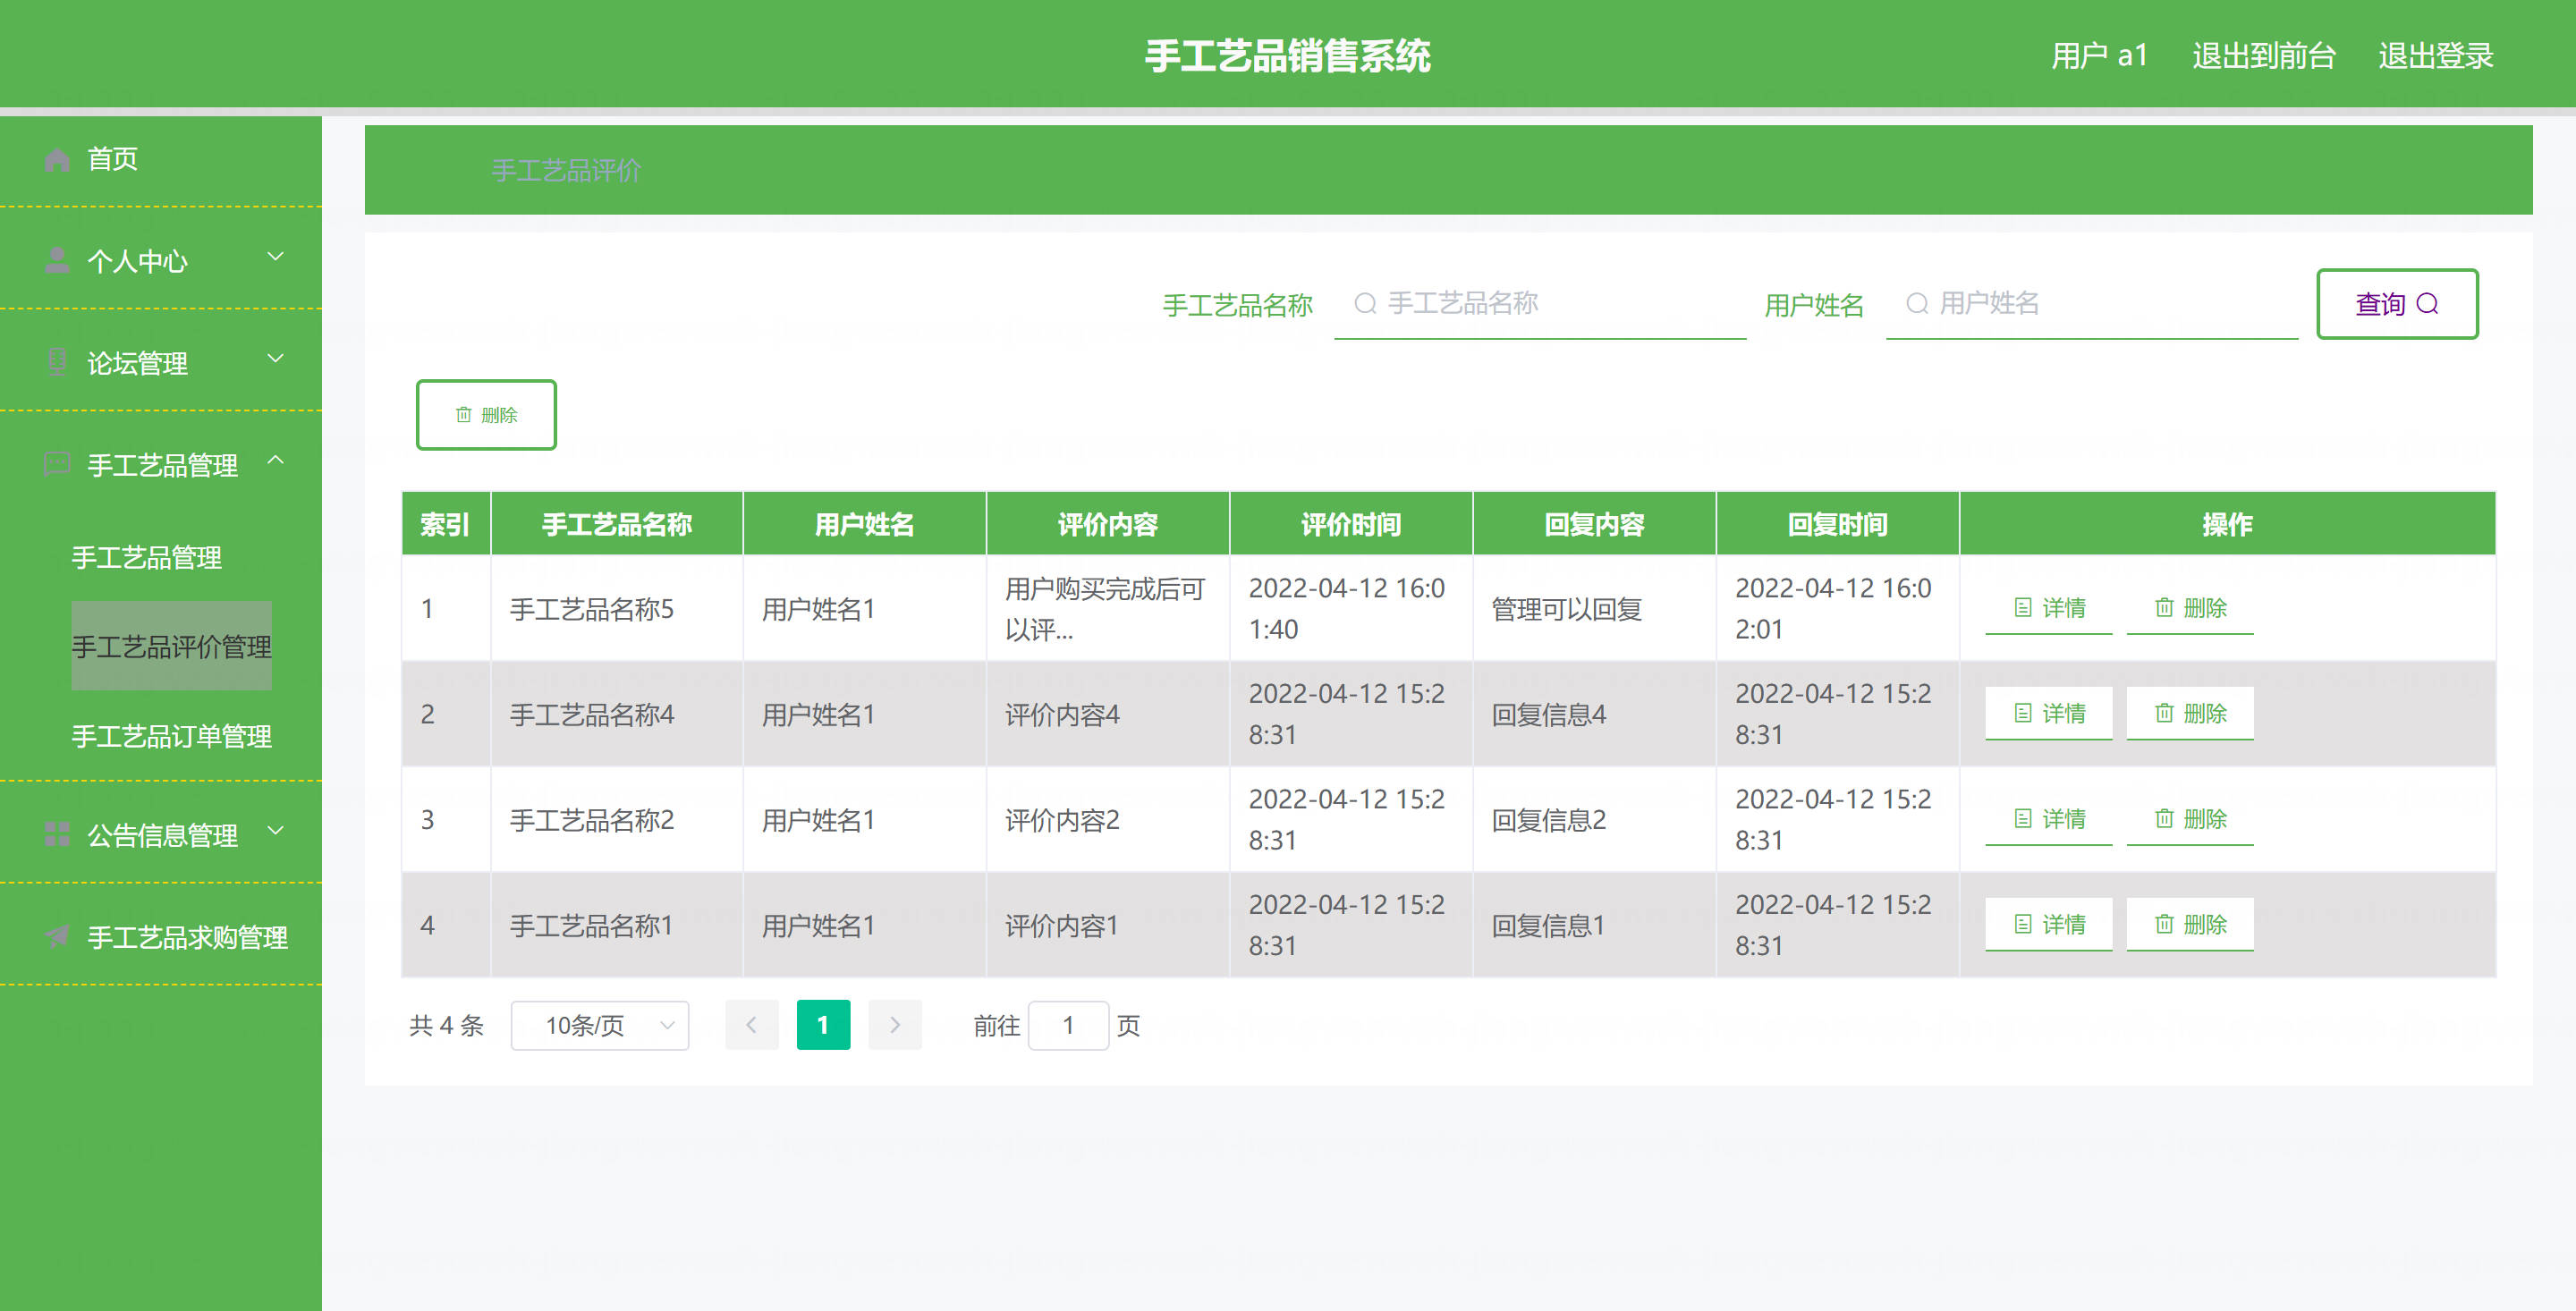 手工艺品销售系统
用户 a1 退出到前台 退出登录
首页
个人中心
论坛管理
手工艺品管理
手工艺品管理
手工艺品评价管理
手工艺品订单管理
公告信息管理
手工艺品求购管理
手工艺品评价
手工艺品名称 手工艺品名称 用户姓名 用户姓名 查询
删除
索引 手工艺品名称 用户姓名 评价内容 评价时间 回复内容 回复时间 操作
1 手工艺品名称5 用户姓名1 用户购买完成后可以评... 2022-04-12 16:01:40 管理可以回复 2022-04-12 16:02:01 详情 删除
2 手工艺品名称4 用户姓名1 评价内容4 2022-04-12 15:28:31 回复信息4 2022-04-12 15:28:31 详情 删除
3 手工艺品名称2 用户姓名1 评价内容2 2022-04-12 15:28:31 回复信息2 2022-04-12 15:28:31 详情 删除
4 手工艺品名称1 用户姓名1 评价内容1 2022-04-12 15:28:31 回复信息1 2022-04-12 15:28:31 详情 删除
共 4 条 10条/页 1 前往 1 页